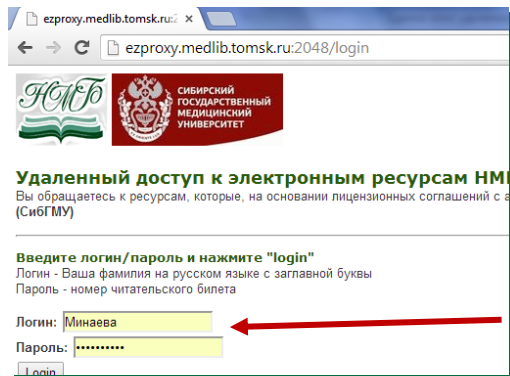 ezproxy.medlib.tomsk.ru:2
ezproxy.medlib.tomsk.ru:2048/login
НМБ
СИБИРСКИЙ
ГОСУДАРСТВЕННЫЙ
МЕДИЦИНСКИЙ
УНИВЕРСИТЕТ
Удаленный доступ к электронным ресурсам
Вы обращаетесь к ресурсам, которые, на основании лицензионных соглашений с
(СибГМУ)
Введите логин/пароль и нажмите "login"
Логин - Ваша фамилия на русском языке с заглавной буквы
Пароль - номер читательского билета
Логин: Минаева
Пароль: ••••••••••
Login